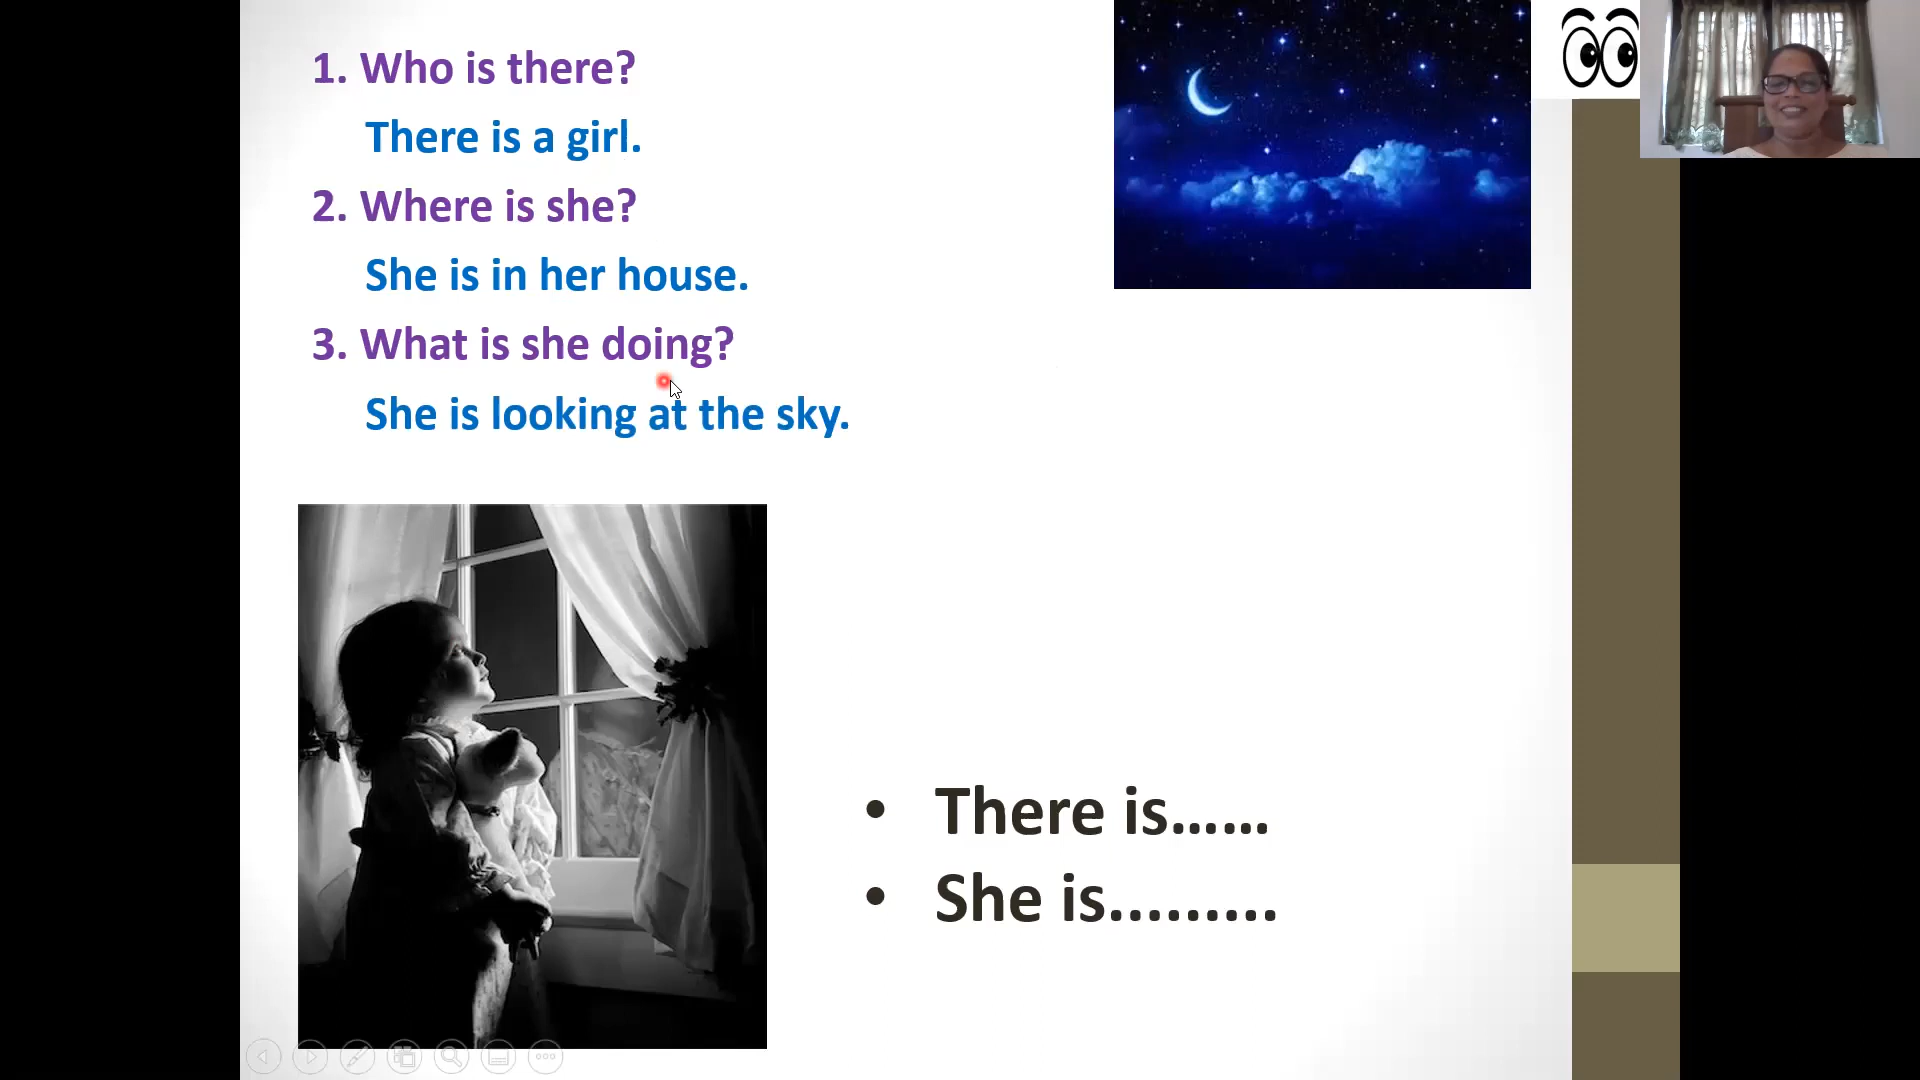 1. Who is there?
There is a girl.
2. Where is she?
She is in her house.
3. What is she doing?
She is looking at the sky.
• There is......
• She is.........